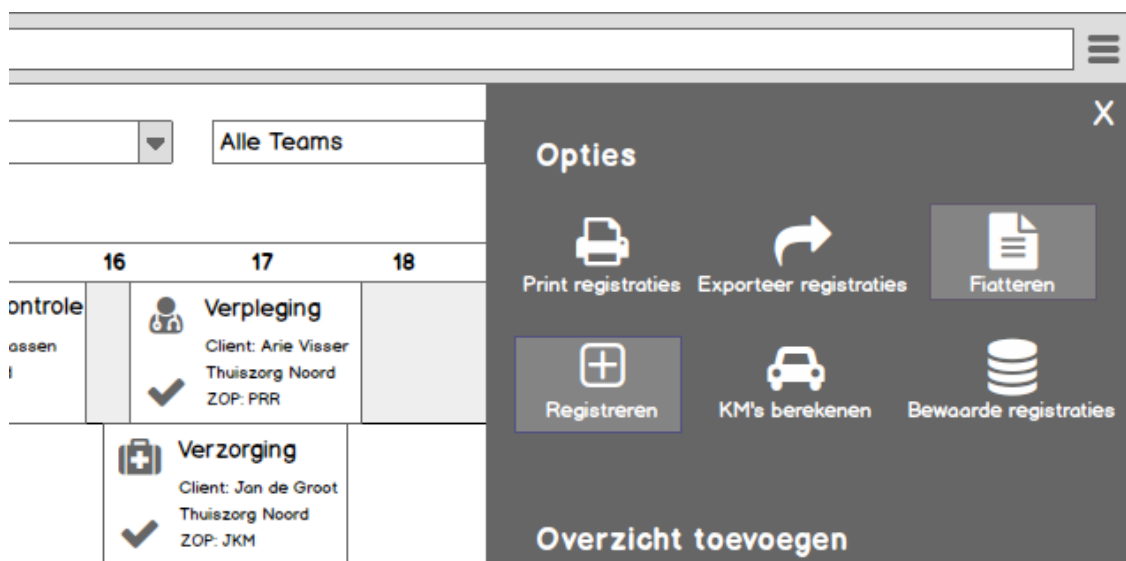 Alle Teams
16 17 18
ontrole
assen
Verpleging
Client: Arie Visser
Thuiszorg Noord
ZOP: PRR
Verzorging
Client: Jan de Groot
Thuiszorg Noord
ZOP: JKM
X
Opties
Print registraties Exporteer registraties Fiatteren
Registreren KM's berekenen Bewaarde registraties
Overzicht toevoegen